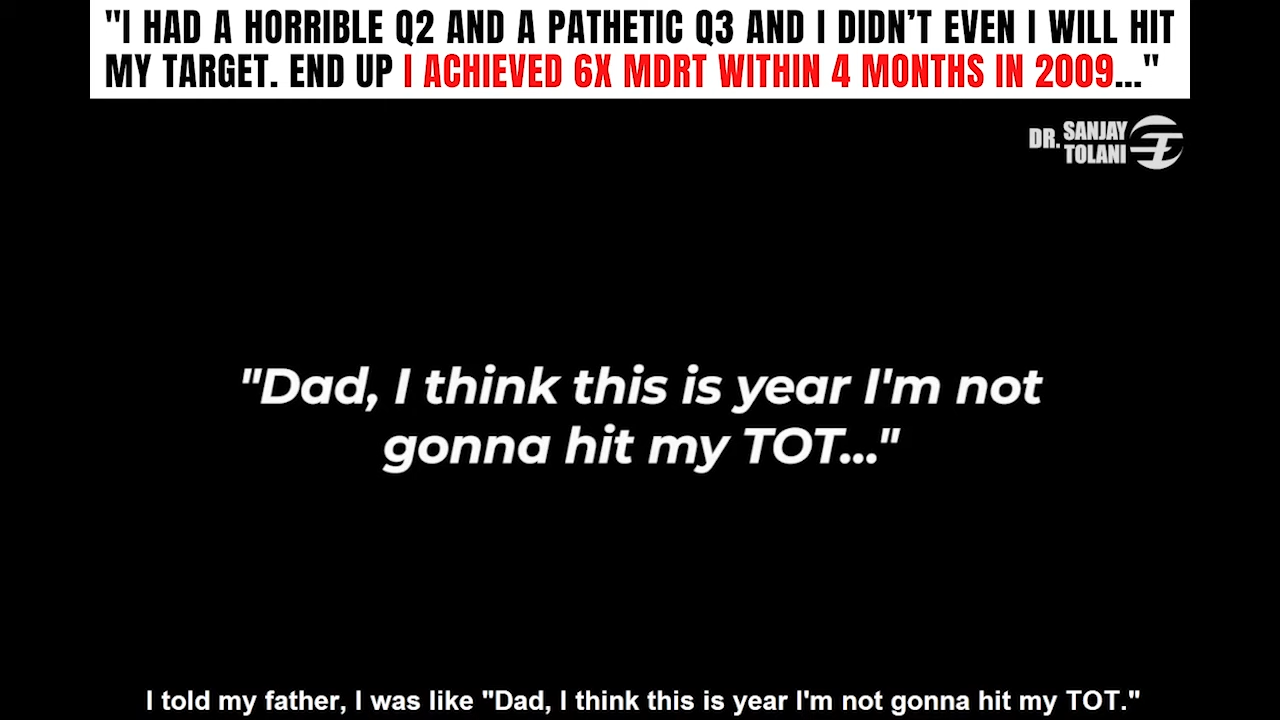 "I HAD A HORRIBLE Q2 AND A PATHETIC Q3 AND I DIDN’T EVEN I WILL HIT
MY TARGET. END UP I ACHIEVED 6X MDRT WITHIN 4 MONTHS IN 2009..."
DR. SANJAY
TOLANI
"Dad, I think this is year I'm not
gonna hit my TOT..."
I told my father, I was like "Dad, I think this is year I'm not gonna hit my TOT."